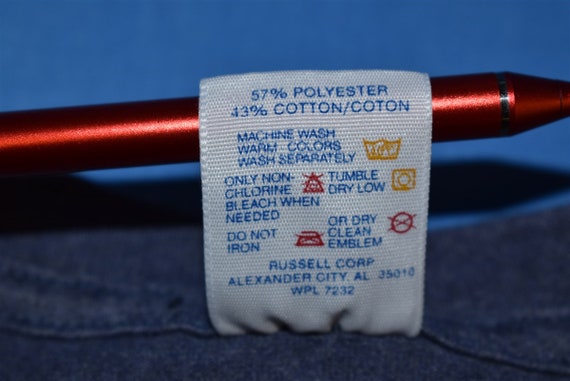 57% POLYESTER
43% COTTON/COTON
MACHINE WASH
WARM COLORS
WASH SEPARATELY
ONLY NON-
CHLORINE
BLEACH WHEN
NEEDED
TUMBLE
DRY LOW
DO NOT
IRON
OR DRY
CLEAN
EMBLEM
RUSSELL CORP
ALEXANDER CITY, AL 35010
WPL 7232